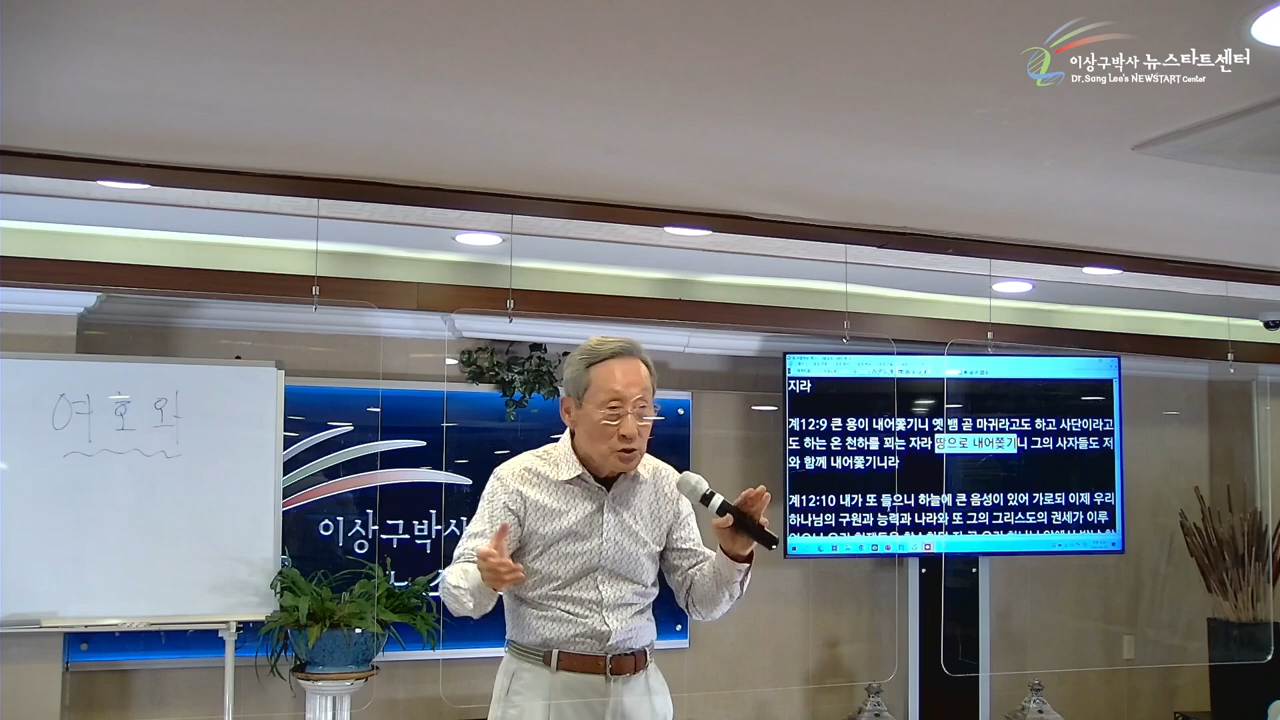 이상구박사 뉴스타트센터
Dr. Sang Lee's NEWSTART Center
여호와
이상구박사
지라
계12:9 큰 용이 내어쫓기니 옛 뱀 곧 마귀라고도 하고 사단이라고
도 하는 온 천하를 꾀는 자라 땅으로 내어쫓기니 그의 사자들도 저
와 함께 내어쫓기니라
계12:10 내가 또 들으니 하늘에 큰 음성이 있어 가로되 이제 우리
하나님의 구원과 능력과 나라와 또 그의 그리스도의 권세가 이루